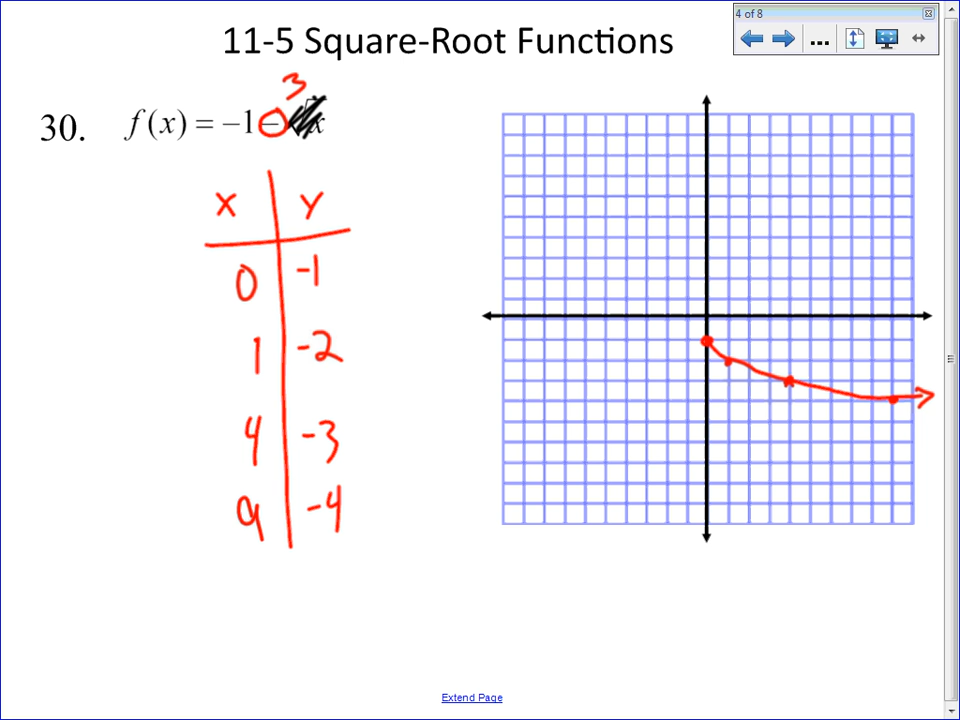 4 of 8
11-5 Square-Root Functions
3
30. f(x) = −1 − x
x y
0 -1
1 -2
4 -3
9 -4
Extend Page